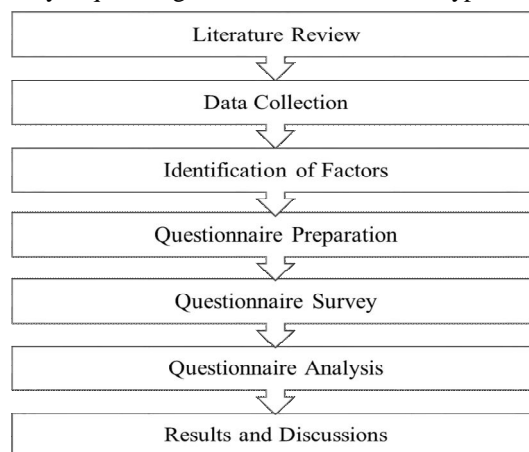 Literature Review
Data Collection
Identification of Factors
Questionnaire Preparation
Questionnaire Survey
Questionnaire Analysis
Results and Discussions